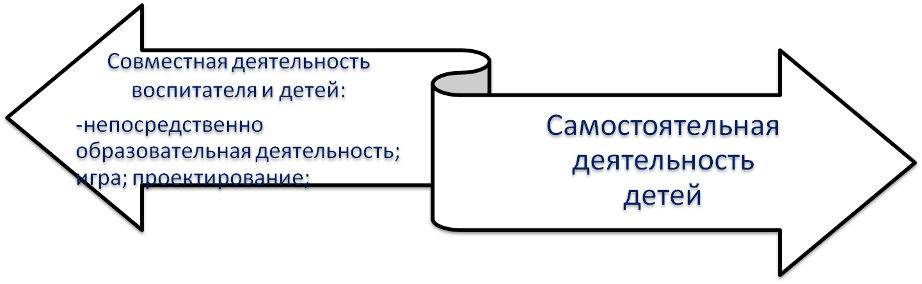 Совместная деятельность
воспитателя и детей:
-непосредственно
образовательная деятельность;
игра; проектирование;
Самостоятельная
деятельность
детей